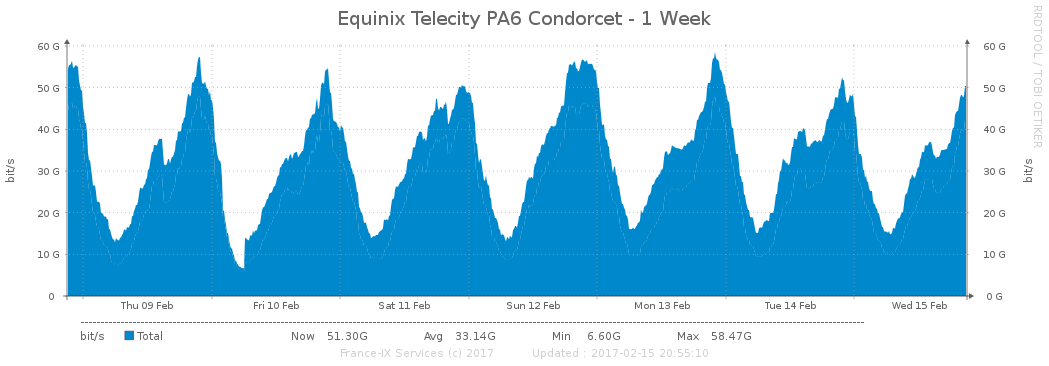 Equinix Telecity PA6 Condorcet - 1 Week
RRDTOOL / TOBI OETIKER
bit/s
bit/s
60 G
50 G
40 G
30 G
20 G
10 G
0
60 G
50 G
40 G
30 G
20 G
10 G
0 G
Thu 09 Feb Fri 10 Feb Sat 11 Feb Sun 12 Feb Mon 13 Feb Tue 14 Feb Wed 15 Feb
bit/s Total Now 51.30G Avg 33.14G Min 6.60G Max 58.47G
France-IX Services (c) 2017 Updated : 2017-02-15 20:55:10